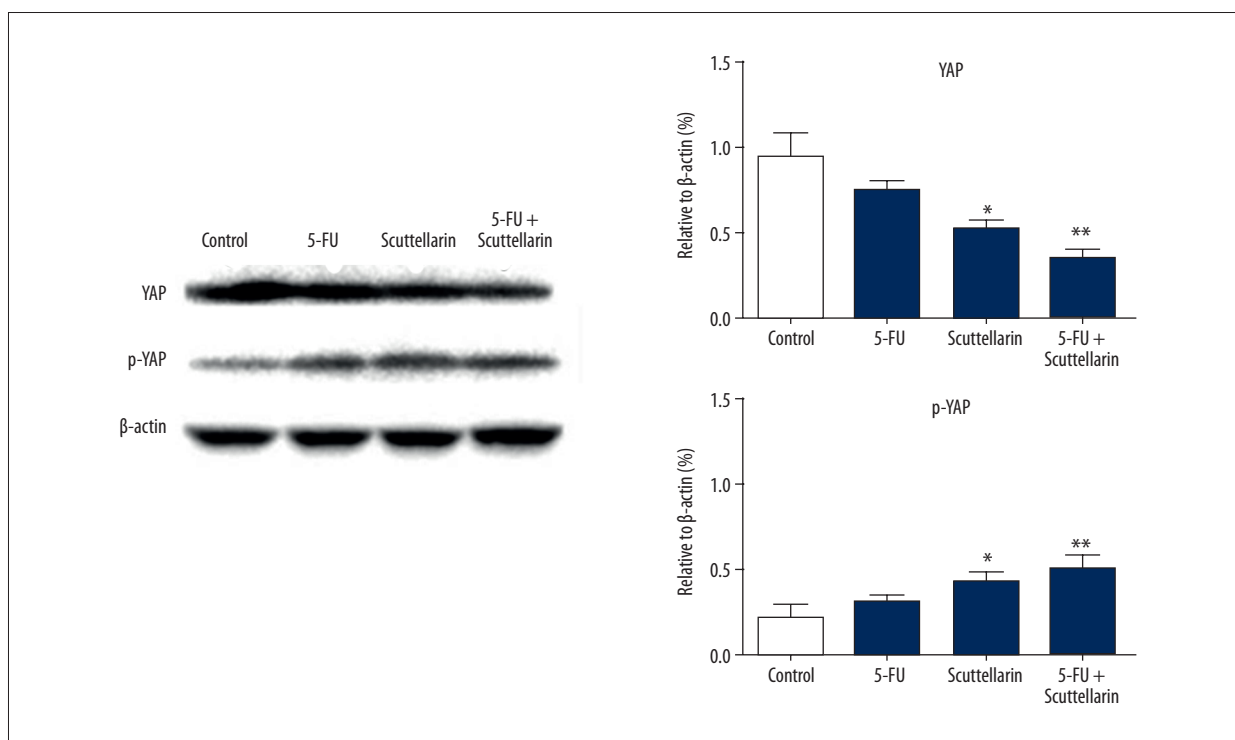 5-FU +
Control 5-FU Scuttellarin Scuttellarin
YAP
p-YAP
β-actin
YAP
Relative to β-actin (%)
1.5
1.0
0.5
0.0
*
**
Control 5-FU Scuttellarin 5-FU +
Scuttellarin
p-YAP
Relative to β-actin (%)
1.5
1.0
0.5
0.0
*
**
Control 5-FU Scuttellarin 5-FU +
Scuttellarin